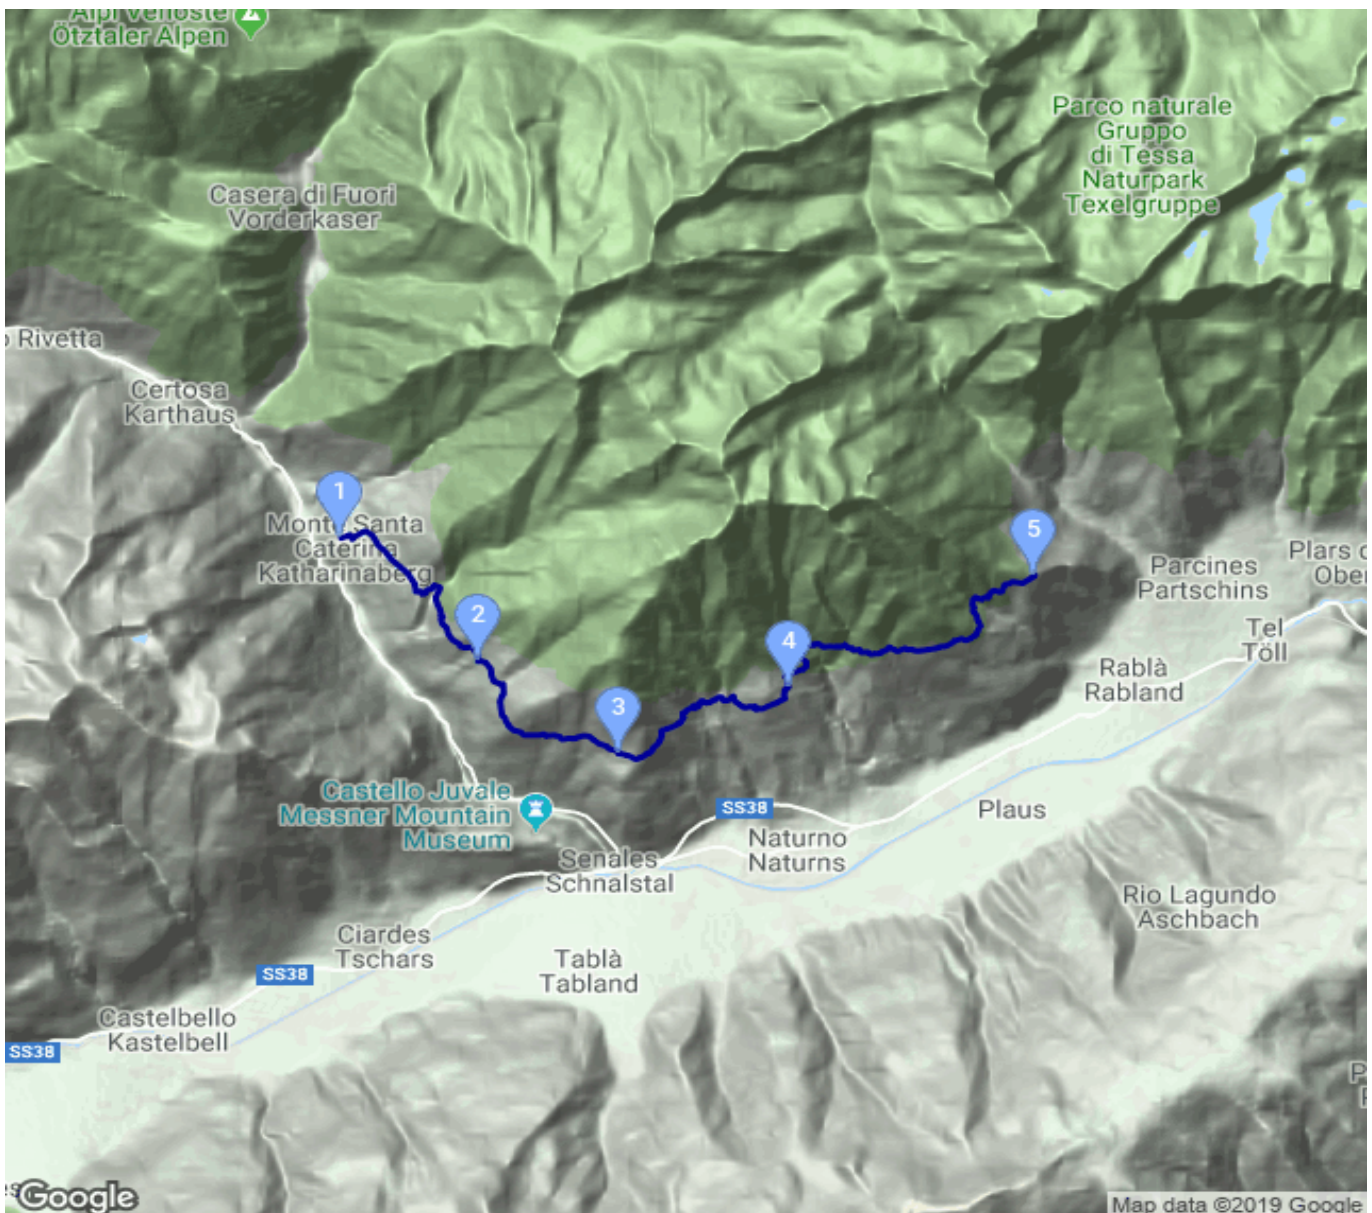 Alpi Venoste
Ötztaler Alpen
Parco naturale
Gruppo
di Tessa
Naturpark
Texelgruppe
Casera di Fuori
Vorderkaser
Rivetta
Certosa
Karthaus
1
Monte Santa
Caterina
Katharinaberg
5
Plars
Ober
Parcines
Partschins
2
4
Tel
Töll
Rablà
Rabland
3
Castello Juvale
Messner Mountain
Museum
SS38
Plaus
Naturno
Naturns
Senales
Schnalstal
Rio Lagundo
Aschbach
Ciardes
Tschars
SS38
Tablà
Tabland
Castelbello
Kastelbell
SS38
Google
Map data ©2019 Google